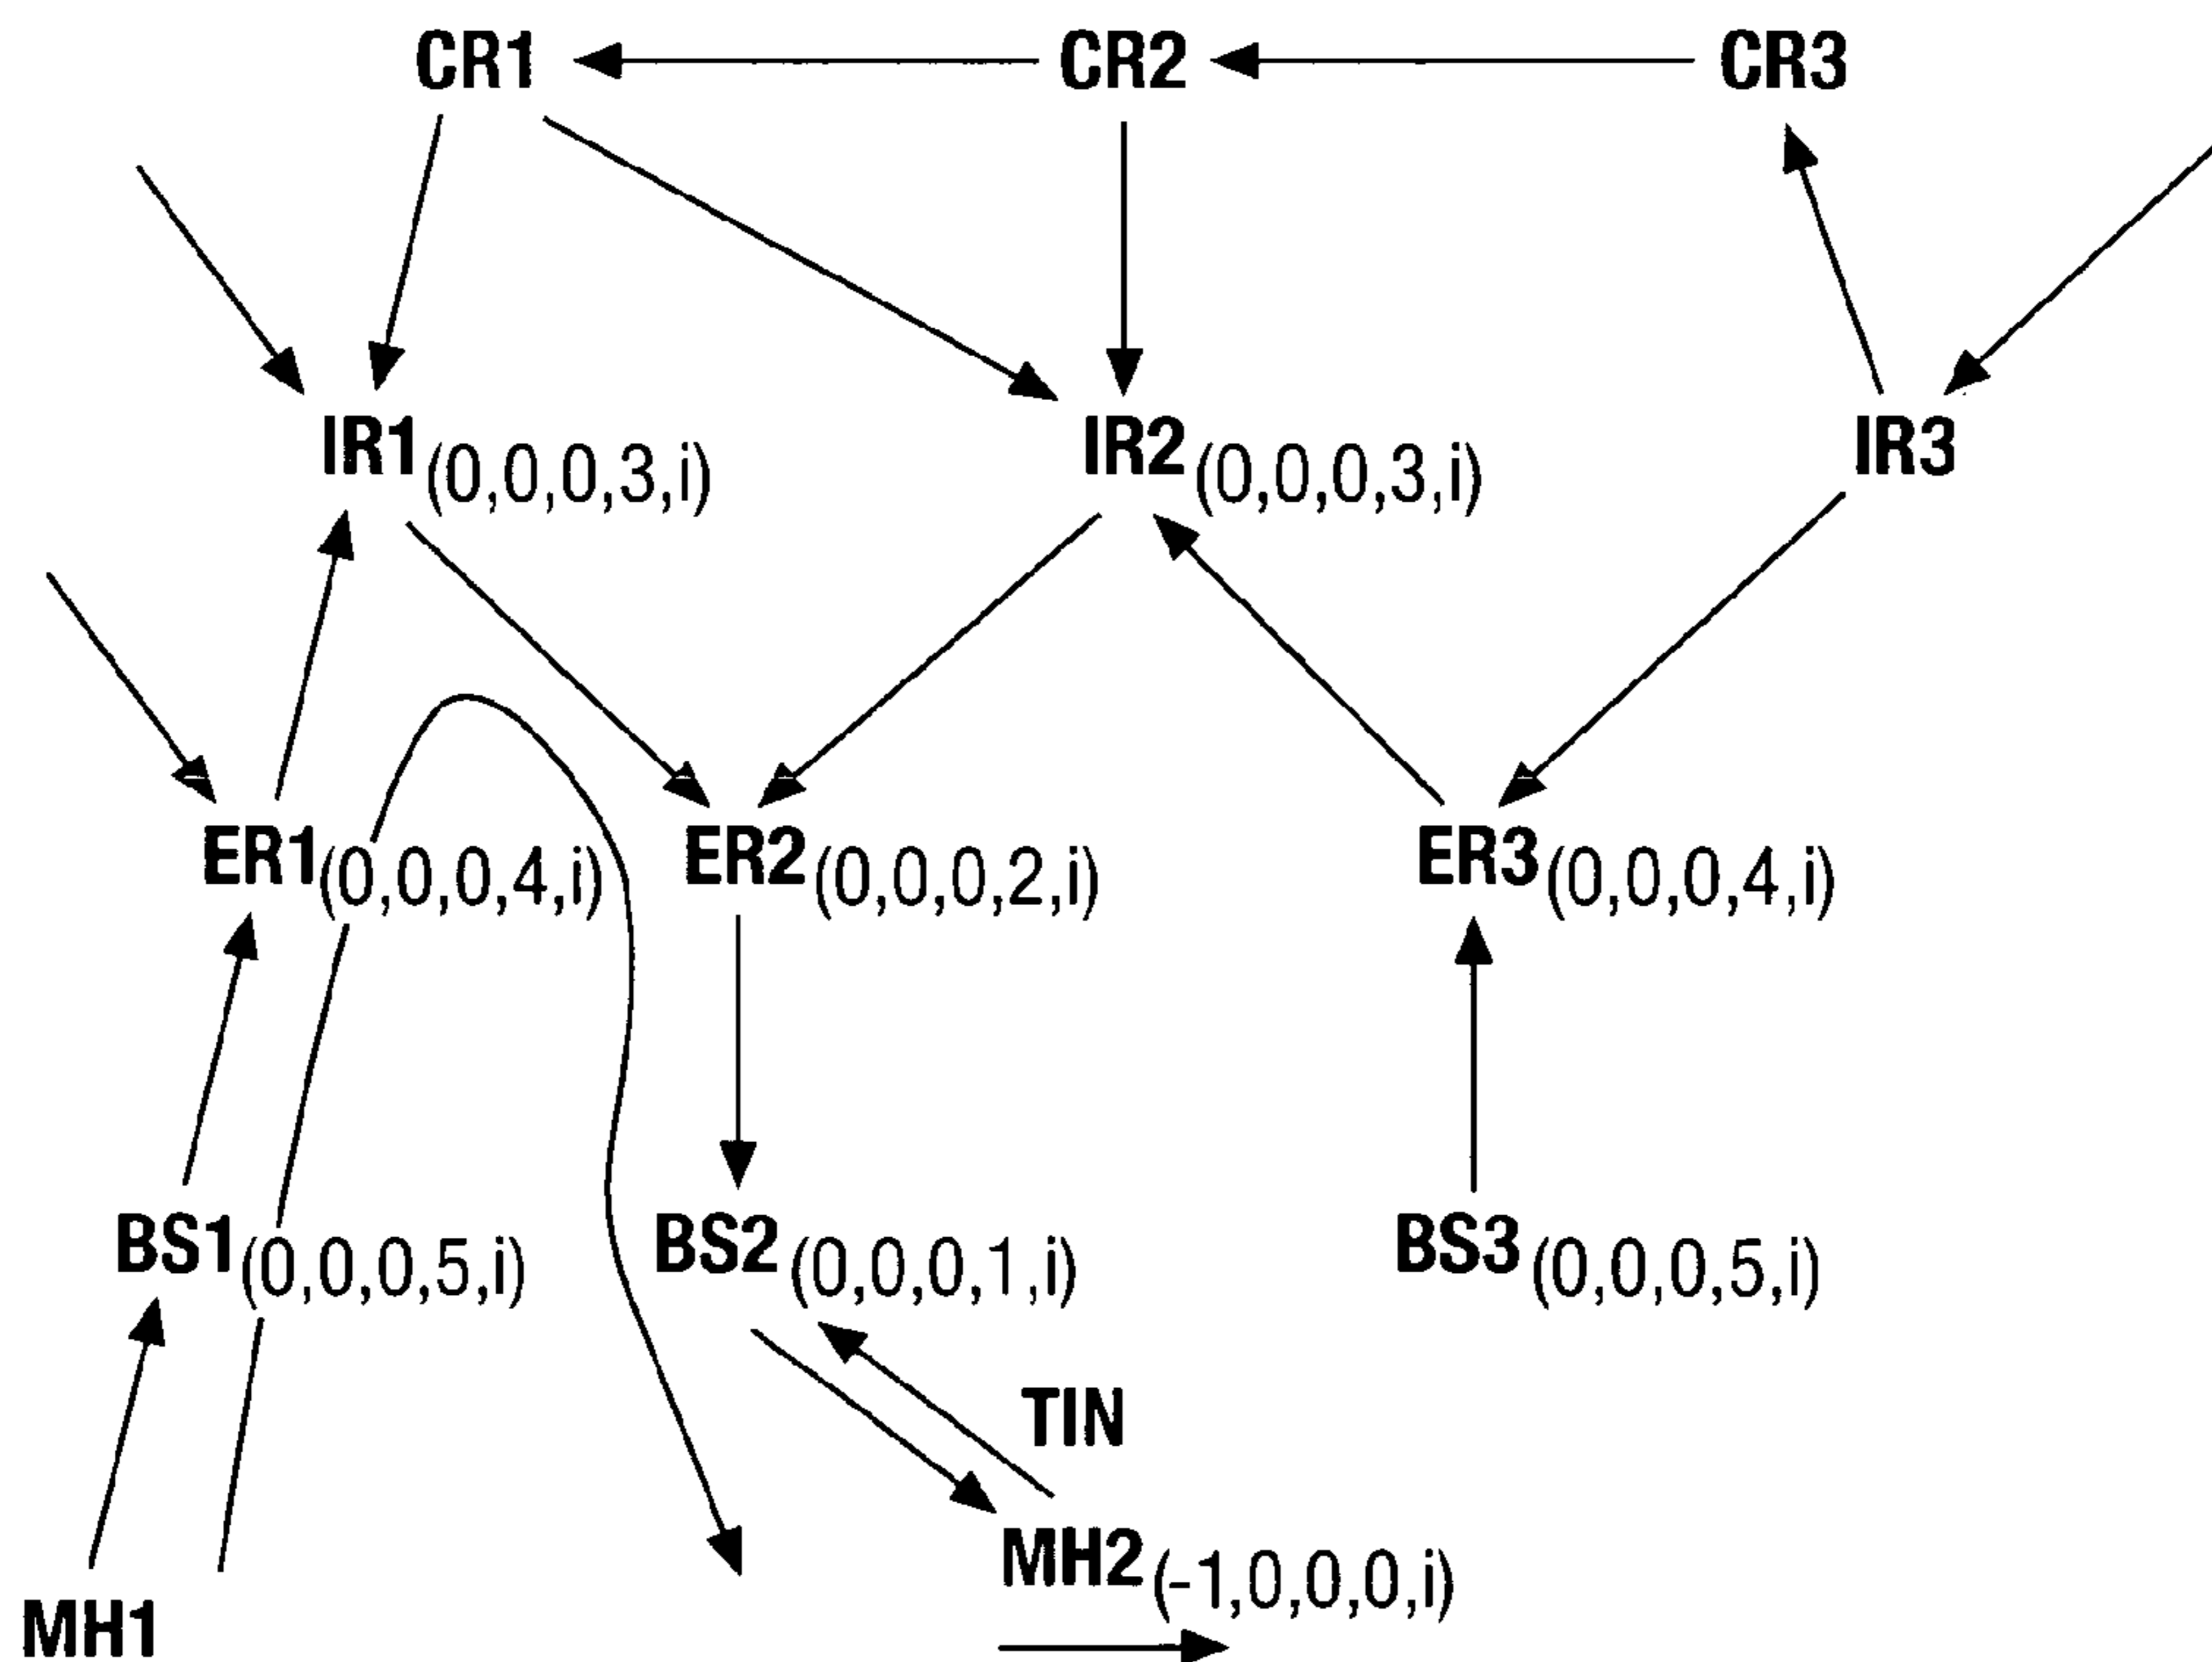 CR1 CR2 CR3
IR1(0,0,0,3,i) IR2(0,0,0,3,i) IR3
ER1(0,0,0,4,i) ER2(0,0,0,2,i) ER3(0,0,0,4,i)
BS1(0,0,0,5,i) BS2(0,0,0,1,i) BS3(0,0,0,5,i)
TIN
MH2(-1,0,0,0,i)
MH1